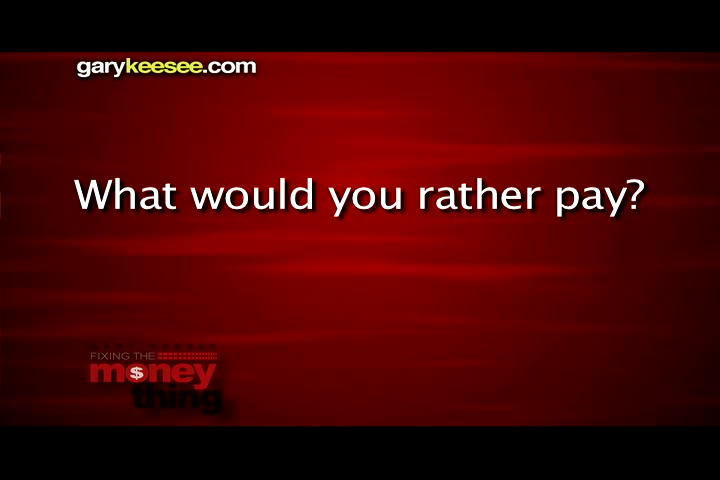 garykeesee.com
What would you rather pay?
FIXING THE
money
thing